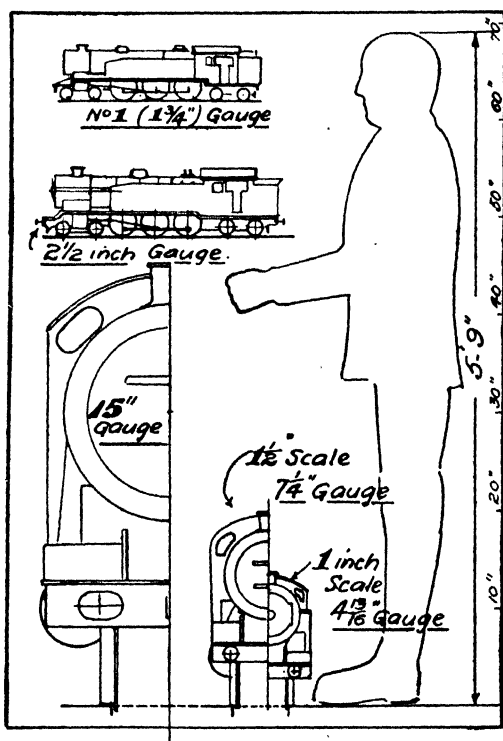 No 1 (1¾") Gauge
2½ inch Gauge.
15"
Gauge
1½" Scale
7¼" Gauge
1 inch
Scale
4 13/16" Gauge
5'-9"
70"
60"
50"
40"
30"
20"
10"